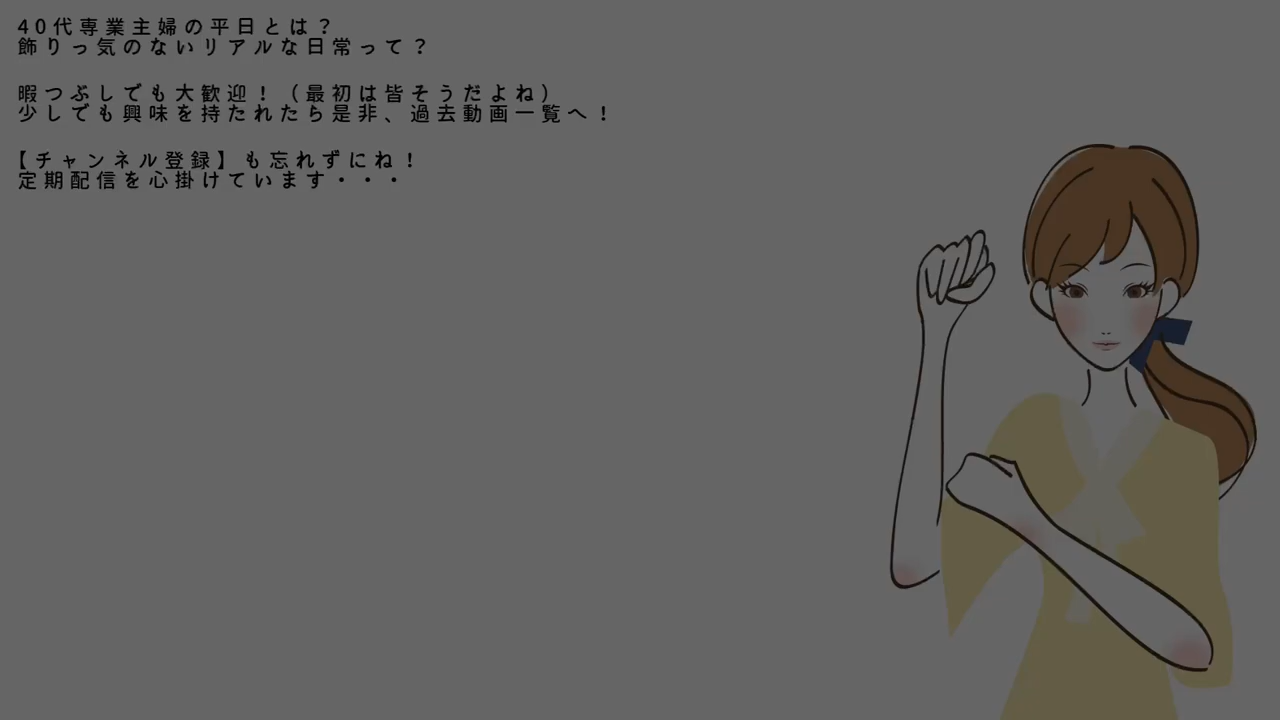 40代専業主婦の平日とは？
飾りっ気のないリアルな日常って？
暇つぶしでも大歓迎！（最初は皆そうだよね）
少しでも興味を持たれたら是非、過去動画一覧へ！
【チャンネル登録】も忘れずにね！
定期配信を心掛けています・・・